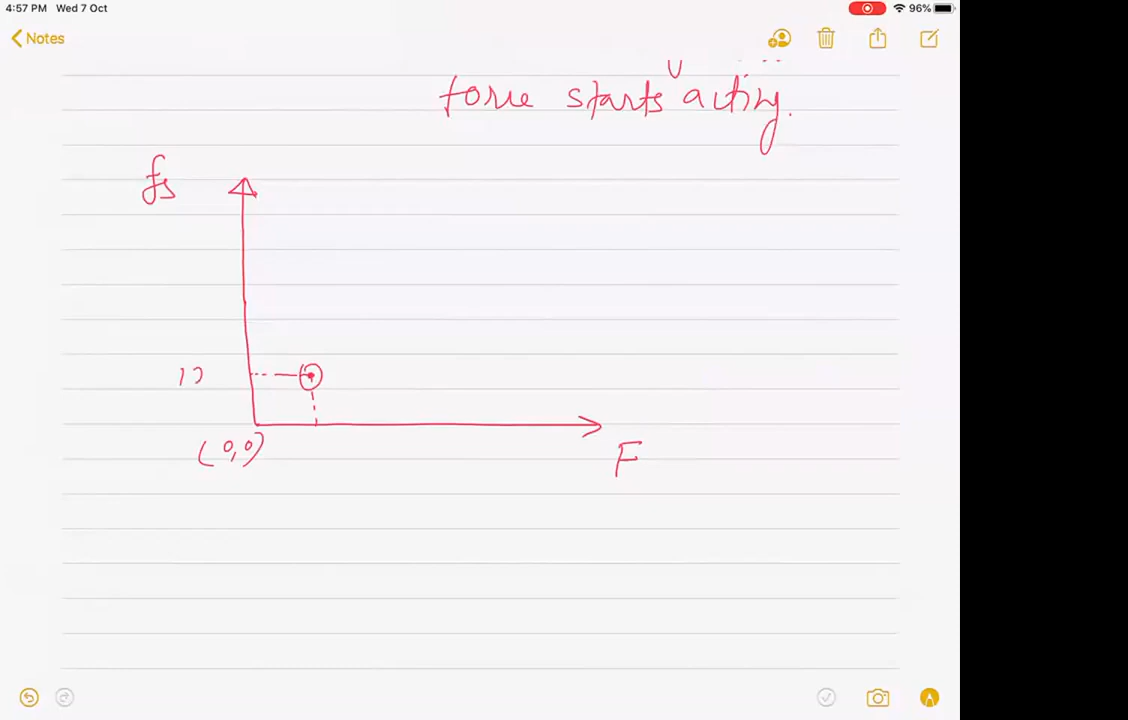 4:57 PM Wed 7 Oct
96%
Notes
force starts acting.
fs
(0,0)
F